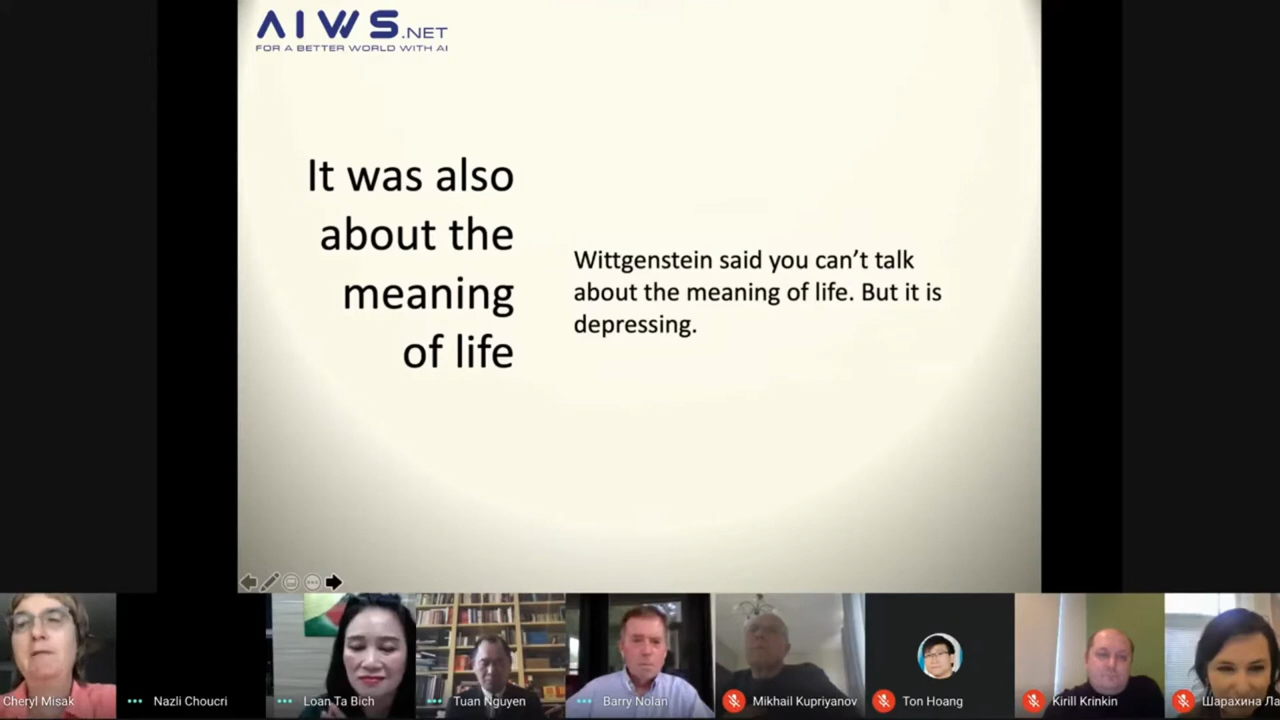 AIWS.NET
FOR A BETTER WORLD WITH AI
It was also
about the
meaning
of life
Wittgenstein said you can’t talk
about the meaning of life. But it is
depressing.
Cheryl Misak
Nazli Choucri
Loan Ta Bich
Tuan Nguyen
Barry Nolan
Mikhail Kupriyanov
Ton Hoang
Kirill Krinkin
Шарахина Ла